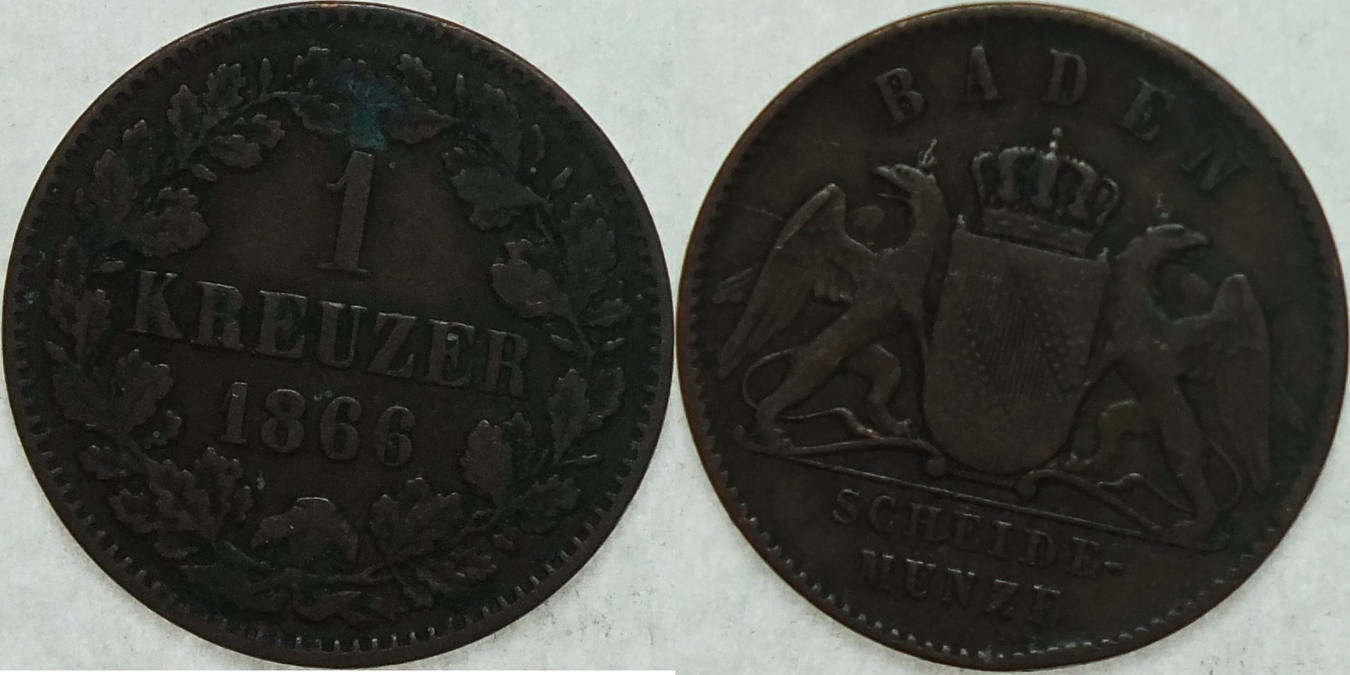 1
KREUZER
1866
BADEN
SCHEIDE-
MÜNZE